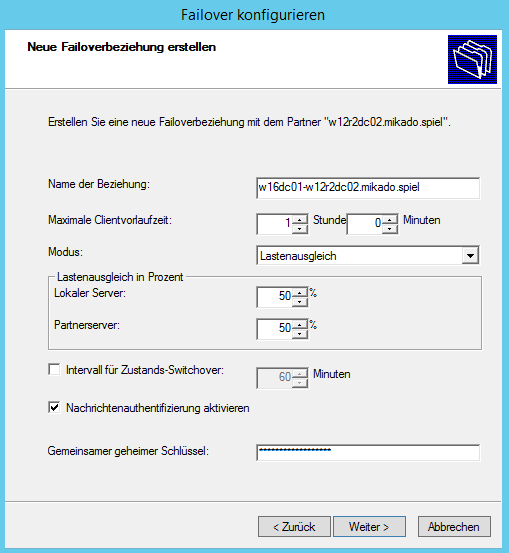 Failover konfigurieren
Neue Failoverbeziehung erstellen
Erstellen Sie eine neue Failoverbeziehung mit dem Partner "w12r2dc02.mikado.spiel".
Name der Beziehung: w16dc01-w12r2dc02.mikado.spiel
Maximale Clientvorlaufzeit: 1 Stunde 0 Minuten
Modus: Lastenausgleich
Lastenausgleich in Prozent
Lokaler Server: 50 %
Partnerserver: 50 %
Intervall für Zustands-Switchover: 60 Minuten
Nachrichtenauthentifizierung aktivieren
Gemeinsamer geheimer Schlüssel: ******************
< Zurück Weiter > Abbrechen